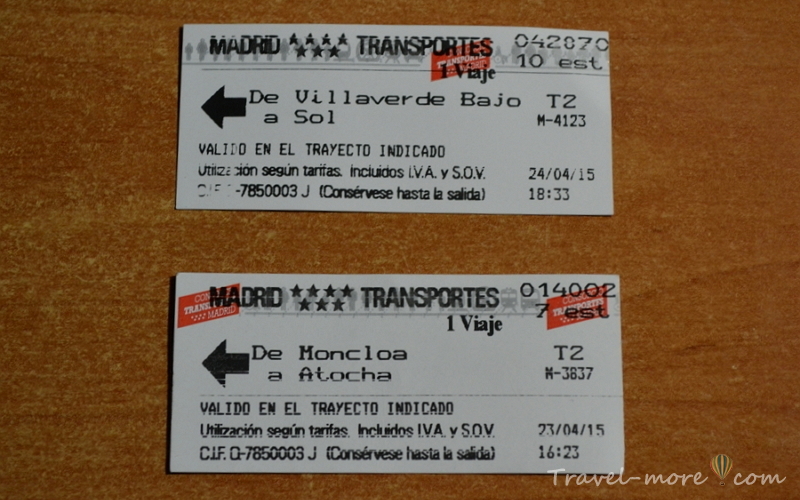 MADRID TRANSPORTES 042870
1 Viaje 10 est
De Villaverde Bajo T2
a Sol M-4123
VALIDO EN EL TRAYECTO INDICADO
Utilización según tarifas. Incluidos I.V.A. y S.O.V. 24/04/15
C.I.F. Q-7850003 J (Consérvese hasta la salida) 18:33
MADRID TRANSPORTES 014002
1 Viaje 7 est
De Moncloa T2
a Atocha M-3837
VALIDO EN EL TRAYECTO INDICADO
Utilización según tarifas. Incluidos I.V.A. y S.O.V. 23/04/15
C.I.F. Q-7850003 J (Consérvese hasta la salida) 16:23
Travel-more.com